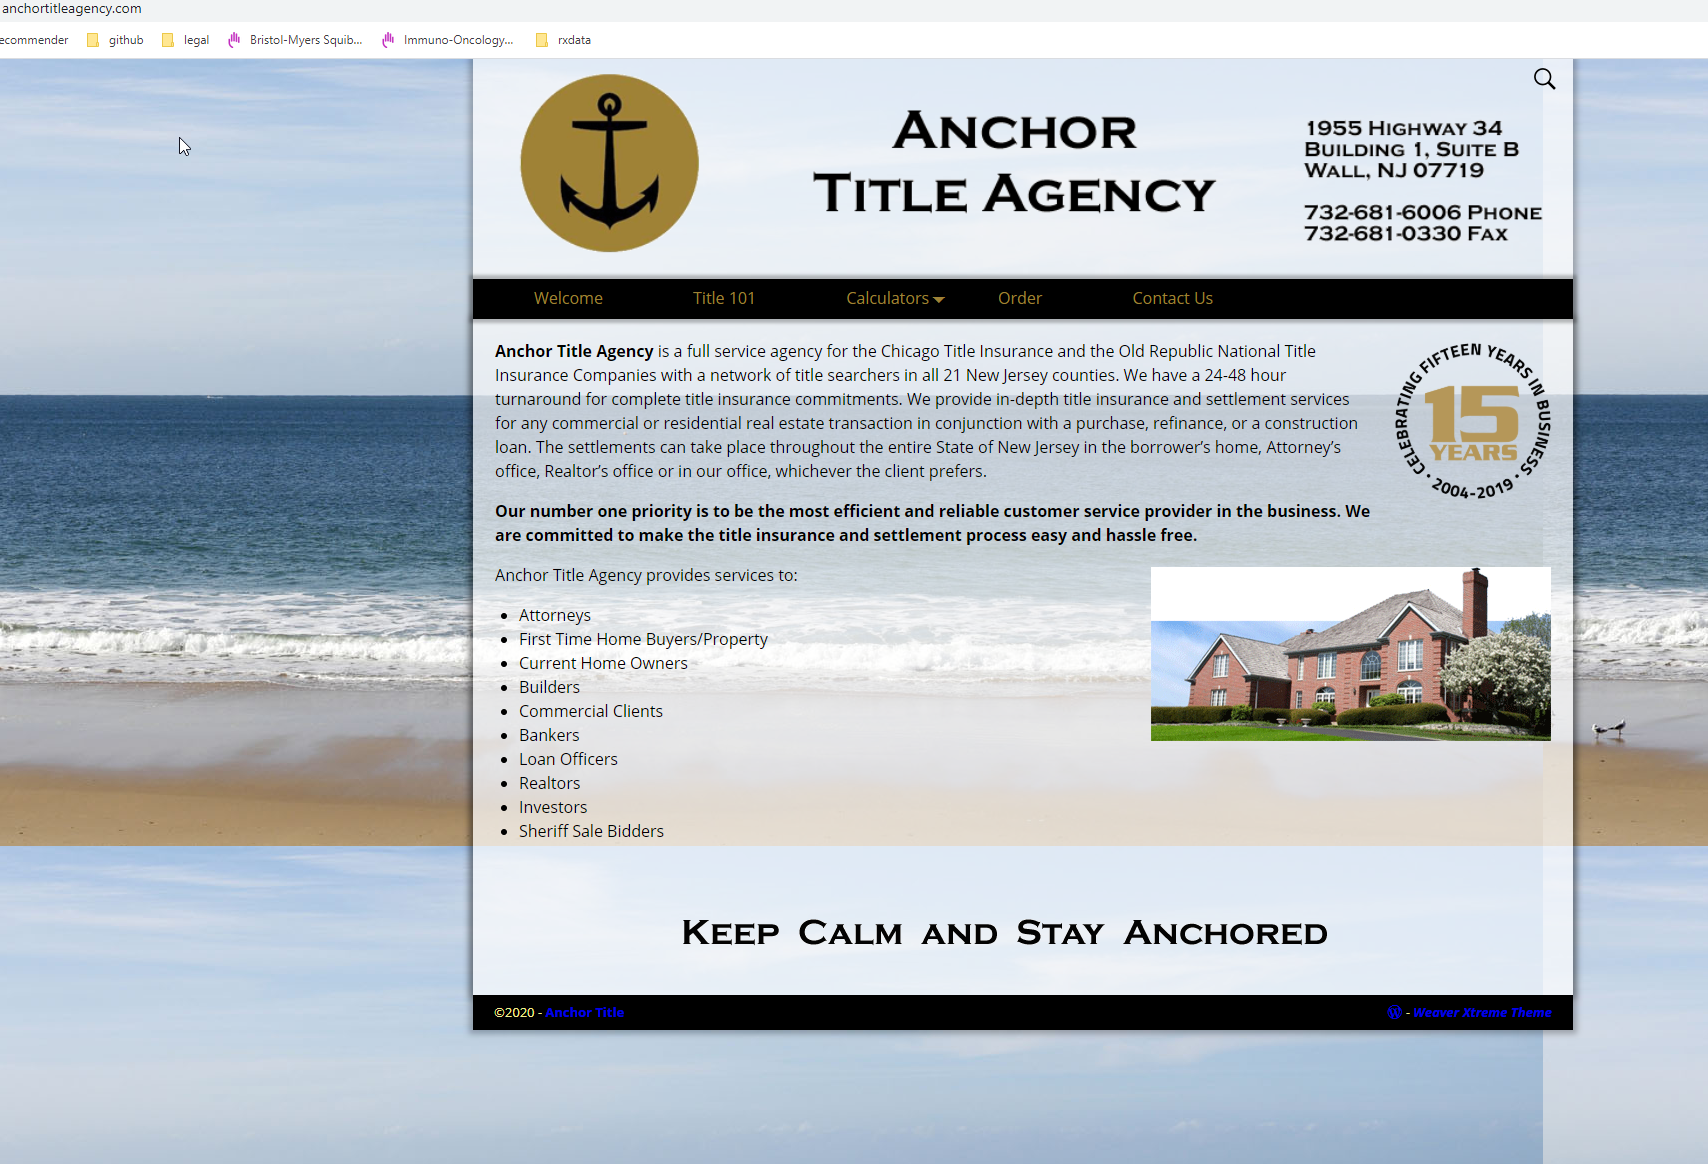 anchortitleagency.com
ecommender github legal Bristol-Myers Squib... Immuno-Oncology... rxdata
Anchor
Title Agency
1955 Highway 34
Building 1, Suite B
Wall, NJ 07719
732-681-6006 Phone
732-681-0330 Fax
Welcome Title 101 Calculators Order Contact Us
Anchor Title Agency is a full service agency for the Chicago Title Insurance and the Old Republic National Title
Insurance Companies with a network of title searchers in all 21 New Jersey counties. We have a 24-48 hour
turnaround for complete title insurance commitments. We provide in-depth title insurance and settlement services
for any commercial or residential real estate transaction in conjunction with a purchase, refinance, or a construction
loan. The settlements can take place throughout the entire State of New Jersey in the borrower’s home, Attorney’s
office, Realtor’s office or in our office, whichever the client prefers.
CELEBRATING FIFTEEN YEARS IN BUSINESS
15
YEARS
• 2004-2019 •
Our number one priority is to be the most efficient and reliable customer service provider in the business. We
are committed to make the title insurance and settlement process easy and hassle free.
Anchor Title Agency provides services to:
• Attorneys
• First Time Home Buyers/Property
• Current Home Owners
• Builders
• Commercial Clients
• Bankers
• Loan Officers
• Realtors
• Investors
• Sheriff Sale Bidders
Keep Calm and Stay Anchored
©2020 - Anchor Title - Weaver Xtreme Theme